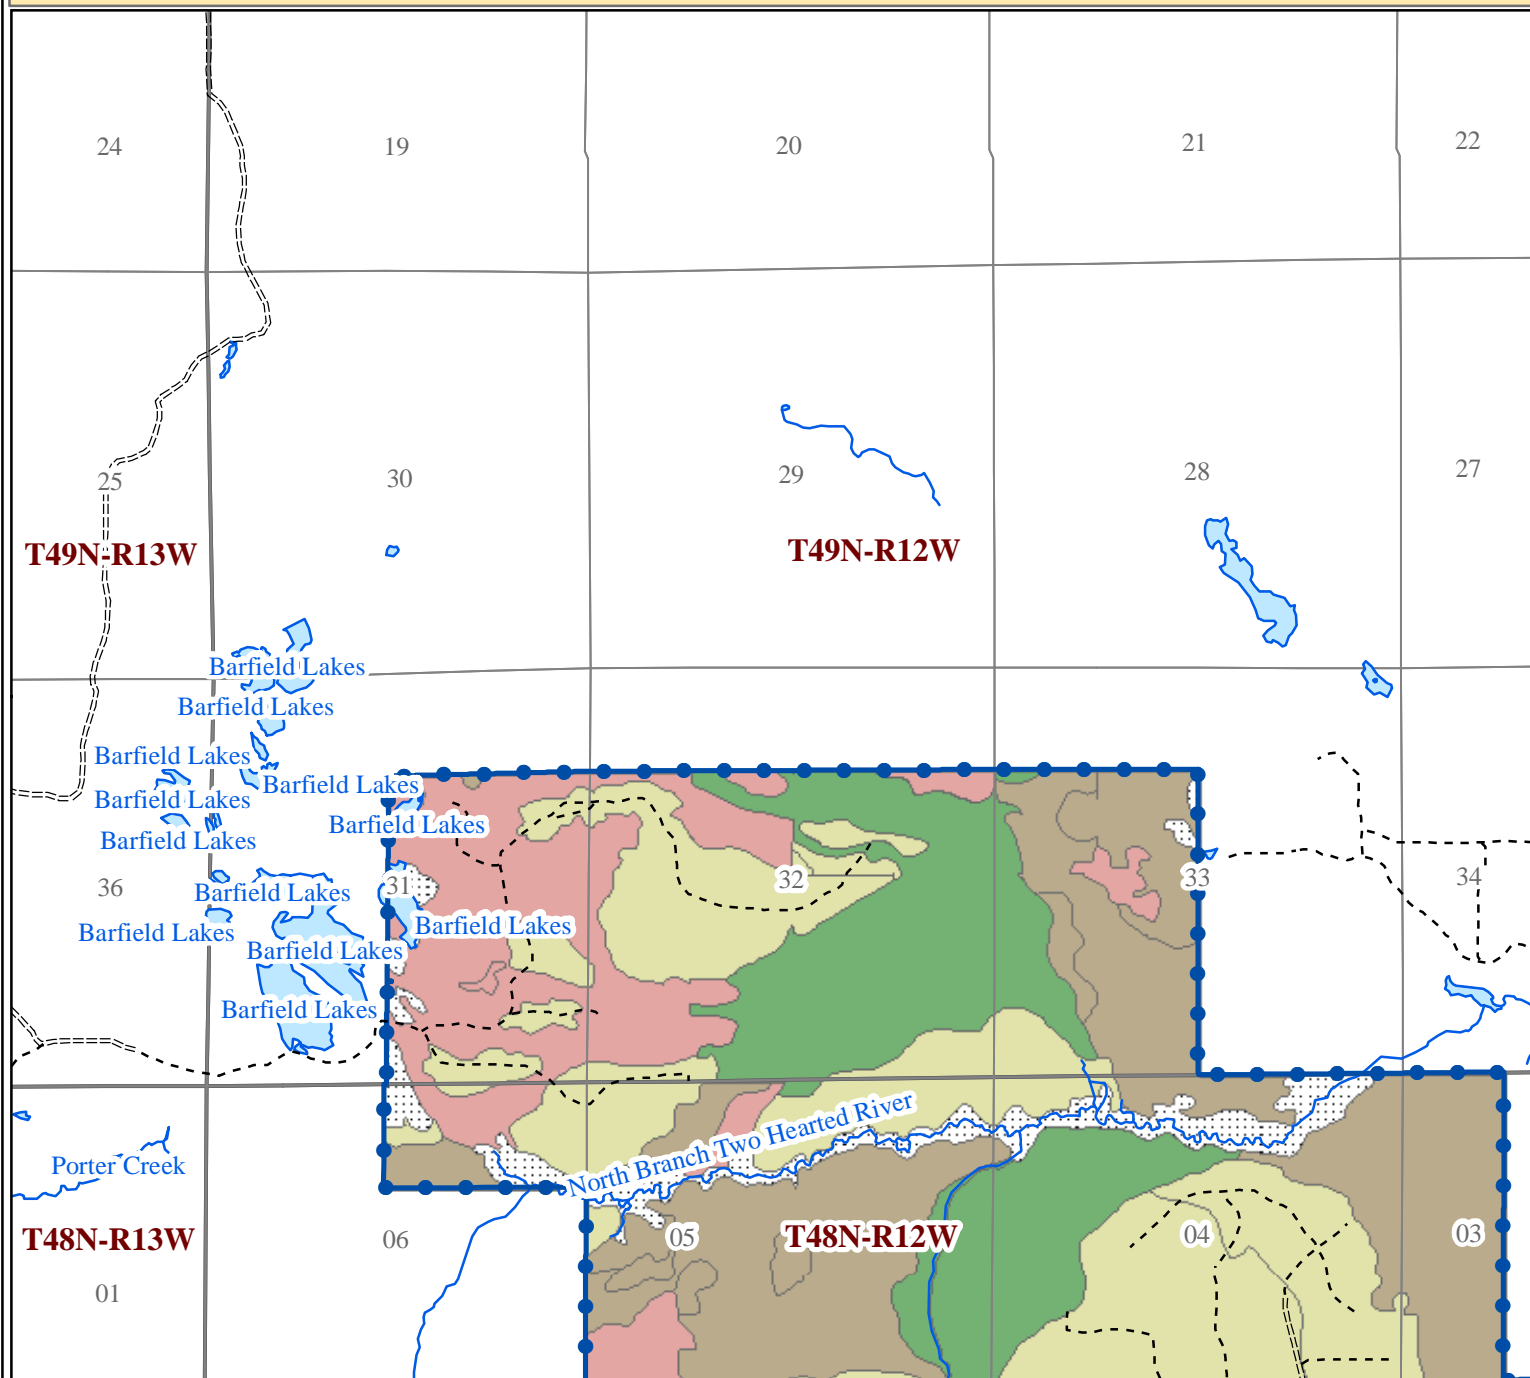 24
19
20
21
22
25
30
29
28
27
T49N-R13W
T49N-R12W
Barfield Lakes
Barfield Lakes
Barfield Lakes
Barfield Lakes
Barfield Lakes
Barfield Lakes
Barfield Lakes
36
31
32
33
34
Barfield Lakes
Barfield Lakes
Barfield Lakes
Barfield Lakes
Barfield Lakes
North Branch Two Hearted River
Porter Creek
T48N-R13W
06
05
T48N-R12W
04
03
01